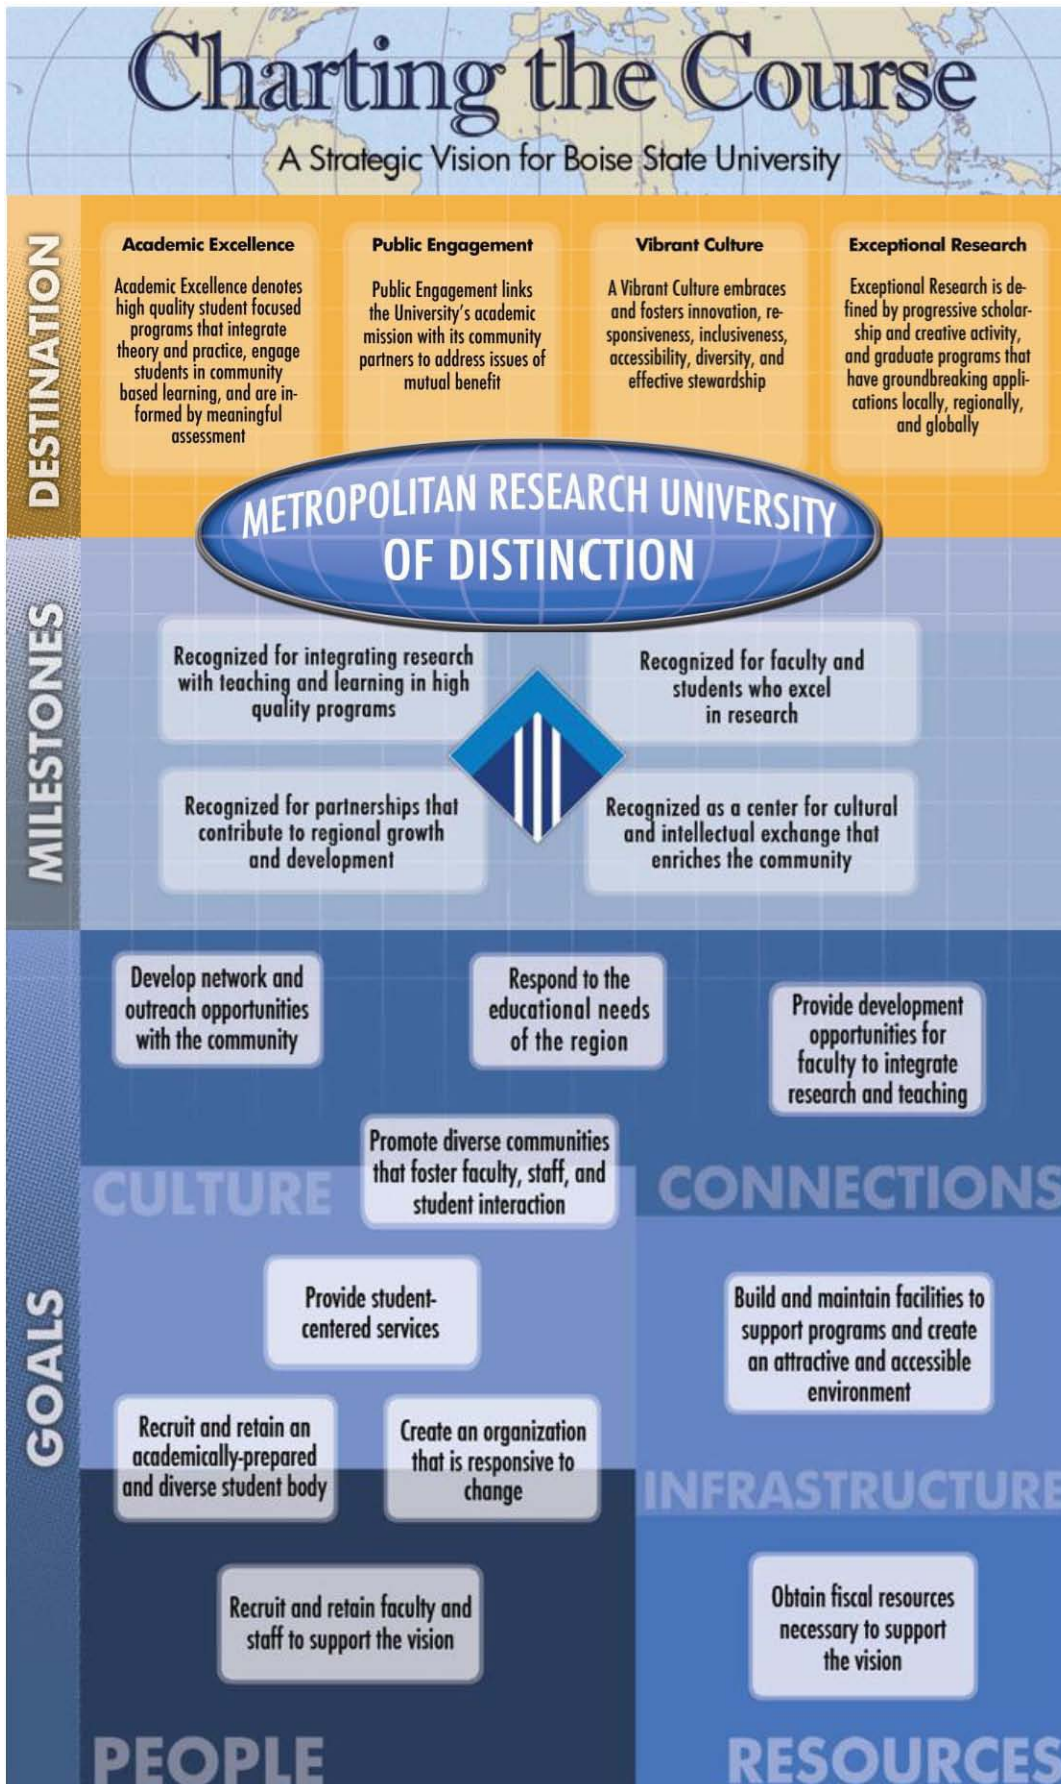 Charting the Course
A Strategic Vision for Boise State University
DESTINATION
Academic Excellence
Academic Excellence denotes
high quality student focused
programs that integrate
theory and practice, engage
students in community
based learning, and are in-
formed by meaningful
assessment
Public Engagement
Public Engagement links
the University's academic
mission with its community
partners to address issues of
mutual benefit
Vibrant Culture
A Vibrant Culture embraces
and fosters innovation, re-
sponsiveness, inclusiveness,
accessibility, diversity, and
effective stewardship
Exceptional Research
Exceptional Research is de-
fined by progressive scholar-
ship and creative activity,
and graduate programs that
have groundbreaking appli-
cations locally, regionally,
and globally
METROPOLITAN RESEARCH UNIVERSITY
OF DISTINCTION
MILESTONES
Recognized for integrating research
with teaching and learning in high
quality programs
Recognized for faculty and
students who excel
in research
Recognized for partnerships that
contribute to regional growth
and development
Recognized as a center for cultural
and intellectual exchange that
enriches the community
GOALS
Develop network and
outreach opportunities
with the community
Respond to the
educational needs
of the region
Provide development
opportunities for
faculty to integrate
research and teaching
Promote diverse communities
that foster faculty, staff, and
student interaction
CULTURE
CONNECTIONS
Provide student-
centered services
Build and maintain facilities to
support programs and create
an attractive and accessible
environment
Recruit and retain an
academically-prepared
and diverse student body
Create an organization
that is responsive to
change
INFRASTRUCTURE
Recruit and retain faculty and
staff to support the vision
Obtain fiscal resources
necessary to support
the vision
PEOPLE
RESOURCES